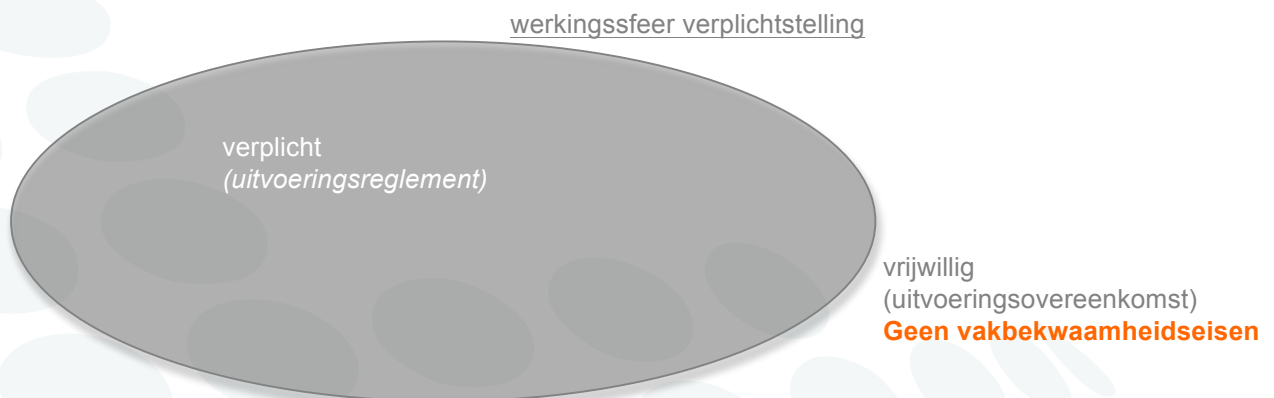 werkingssfeer verplichtstelling
verplicht
(uitvoeringsreglement)
vrijwillig
(uitvoeringsovereenkomst)
Geen vakbekwaamheidseisen